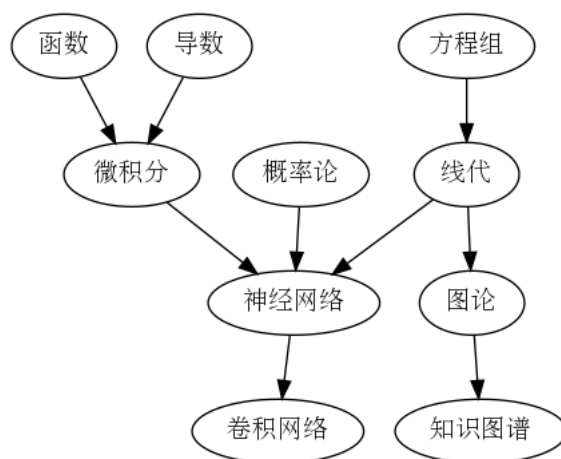 函数
导数
方程组
微积分
概率论
线代
神经网络
图论
卷积网络
知识图谱